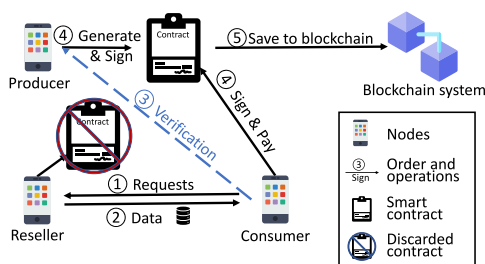 ④ Generate
& Sign
Contract
⑤ Save to blockchain
Producer
Blockchain system
③ Verification
④ Sign & Pay
Contract
① Requests
② Data
Reseller
Consumer
Nodes
③
Sign
Order and
operations
Smart
contract
Discarded
contract